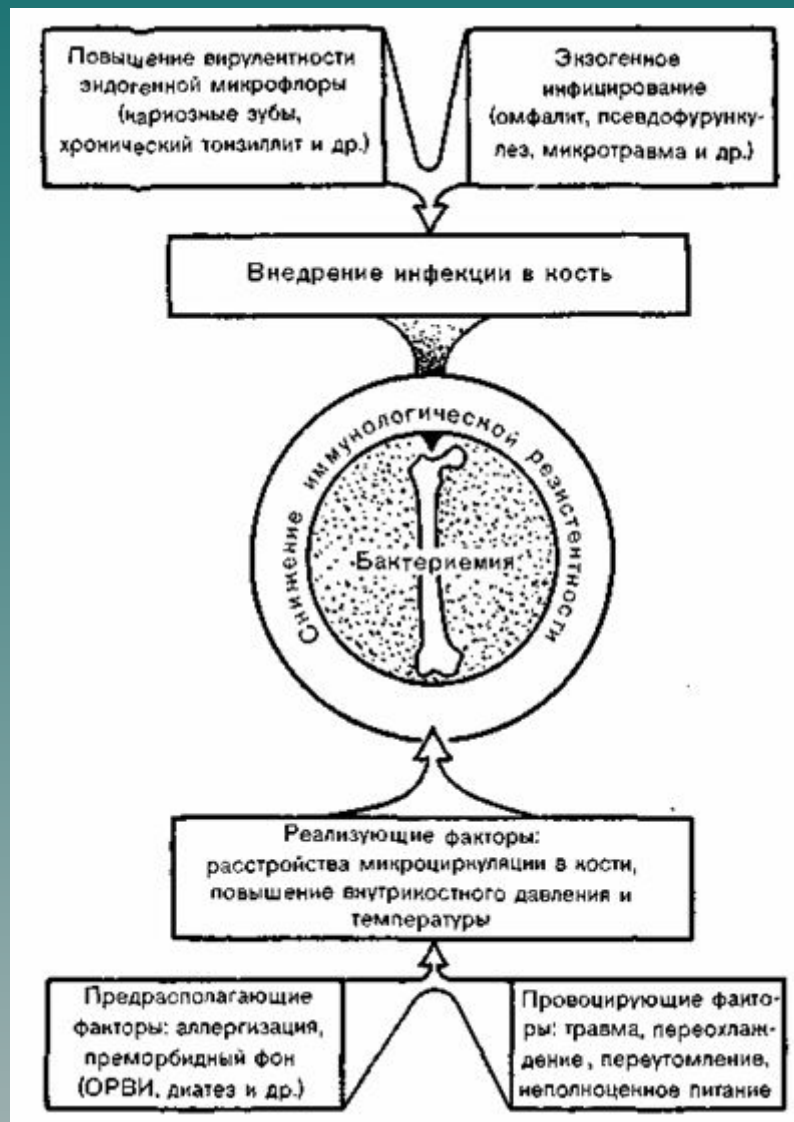 Повышение вирулентности
эндогенной микрофлоры
(кариозные зубы,
хронический тонзиллит и др.)
Экзогенное
инфицирование
(омфалит, псевдофурунку-
лез, микротравма и др.)
Внедрение инфекции в кость
Снижение иммунологической резистентности
Бактериемия
Реализующие факторы:
расстройства микроциркуляции в кости,
повышение внутрикостного давления и
температуры
Предрасполагающие
факторы: аллергизация,
преморбидный фон
(ОРВИ, диатез и др.)
Провоцирующие факто-
ры: травма, переохлаж-
дение, переутомление,
неполноценное питание